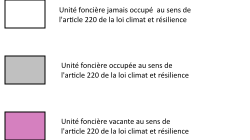 Unité foncière jamais occupé au sens de
l'article 220 de la loi climat et résilience
Unité foncière occupée au sens de
l'article 220 de la loi climat et résilience
Unité foncière vacante au sens de
l'article 220 de la loi climat et résilience